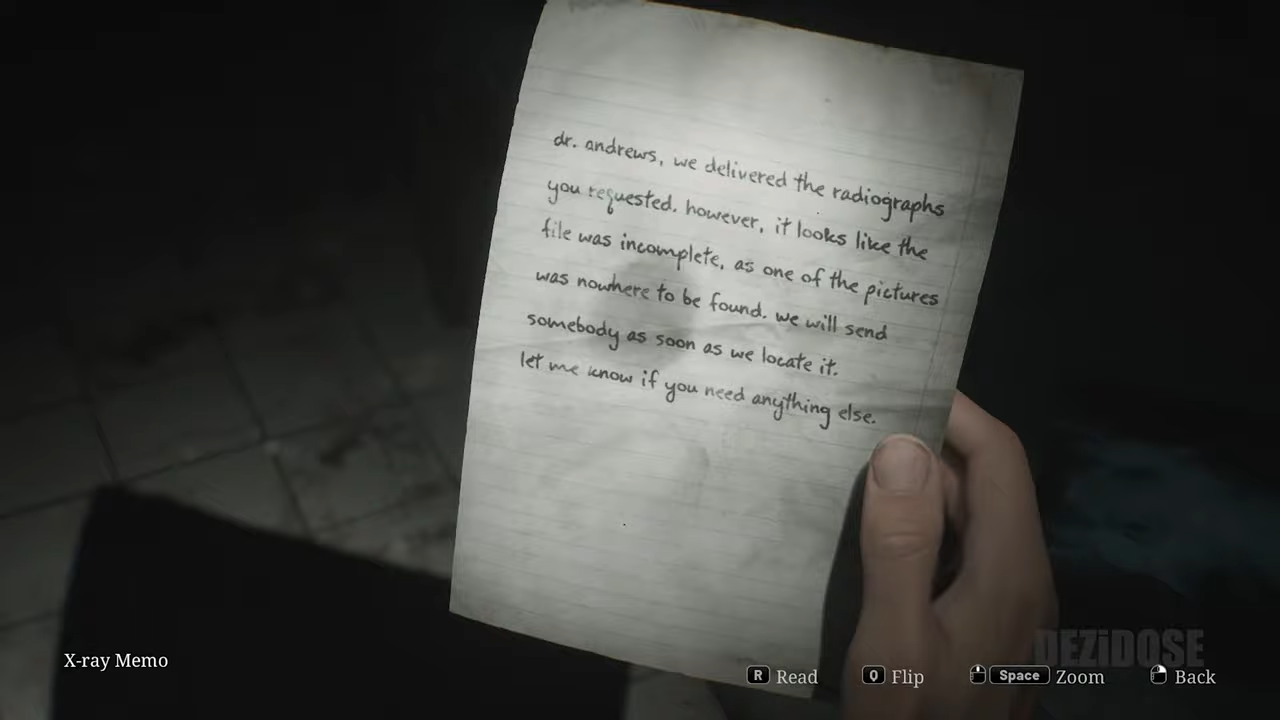 dr. andrews, we delivered the radiographs
you requested. however, it looks like the
file was incomplete, as one of the pictures
was nowhere to be found. we will send
somebody as soon as we locate it.
let me know if you need anything else.
DEZiDOSE
X-ray Memo
R Read Q Flip Space Zoom Back